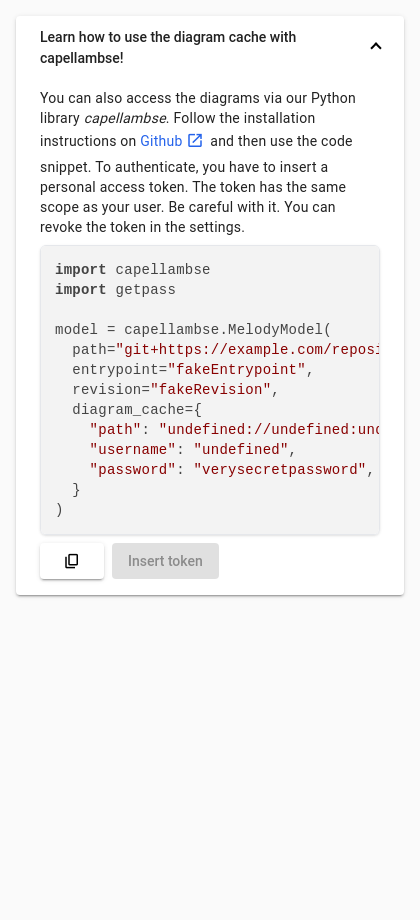 Learn how to use the diagram cache with
capellambse!
You can also access the diagrams via our Python
library capellambse. Follow the installation
instructions on Github and then use the code
snippet. To authenticate, you have to insert a
personal access token. The token has the same
scope as your user. Be careful with it. You can
revoke the token in the settings.
import capellambse
import getpass
model = capellambse.MelodyModel(
path="git+https://example.com/reposi
entrypoint="fakeEntrypoint",
revision="fakeRevision",
diagram_cache={
"path": "undefined://undefined:und
"username": "undefined",
"password": "verysecretpassword",
}
)
Insert token